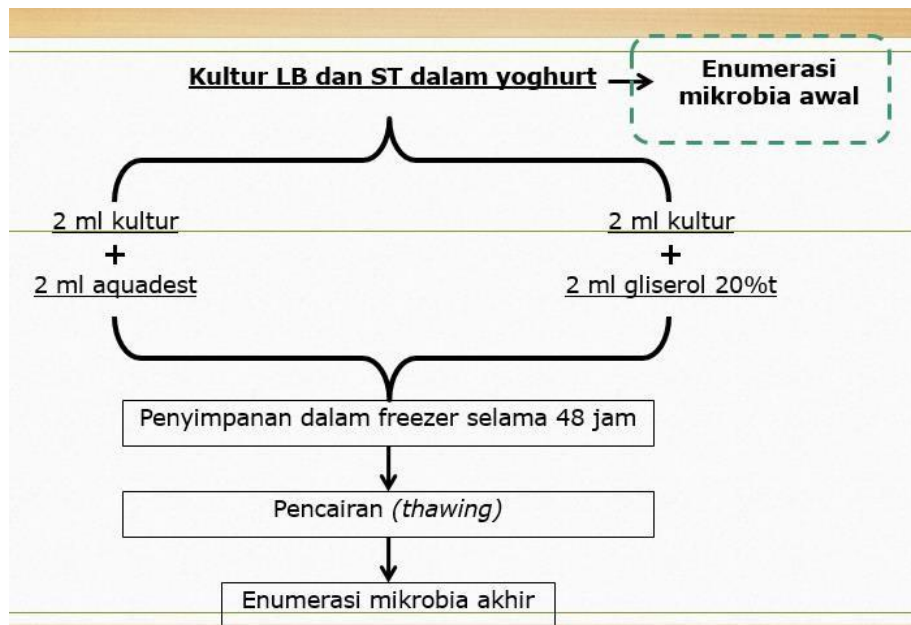 Kultur LB dan ST dalam yoghurt
Enumerasi
mikrobia awal
2 ml kultur
+
2 ml aquadest
2 ml kultur
+
2 ml gliserol 20%t
Penyimpanan dalam freezer selama 48 jam
Pencairan (thawing)
Enumerasi mikrobia akhir